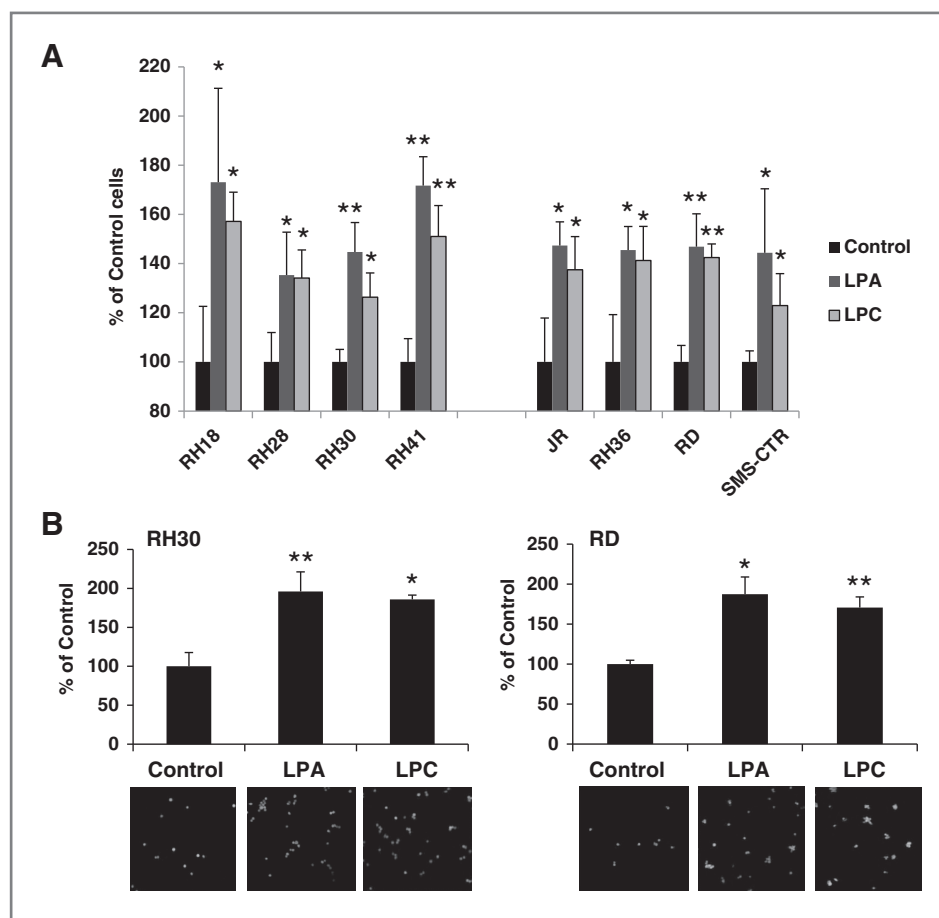 A
220
200
180
160
140
120
100
80
% of Control cells
* *
* *
** *
** **
* *
* *
** **
* *
Control
LPA
LPC
RH18 RH28 RH30 RH41 JR RH36 RD SMS-CTR
B
RH30
250
200
150
100
50
0
% of Control
** *
Control LPA LPC
RD
250
200
150
100
50
0
% of Control
* **
Control LPA LPC